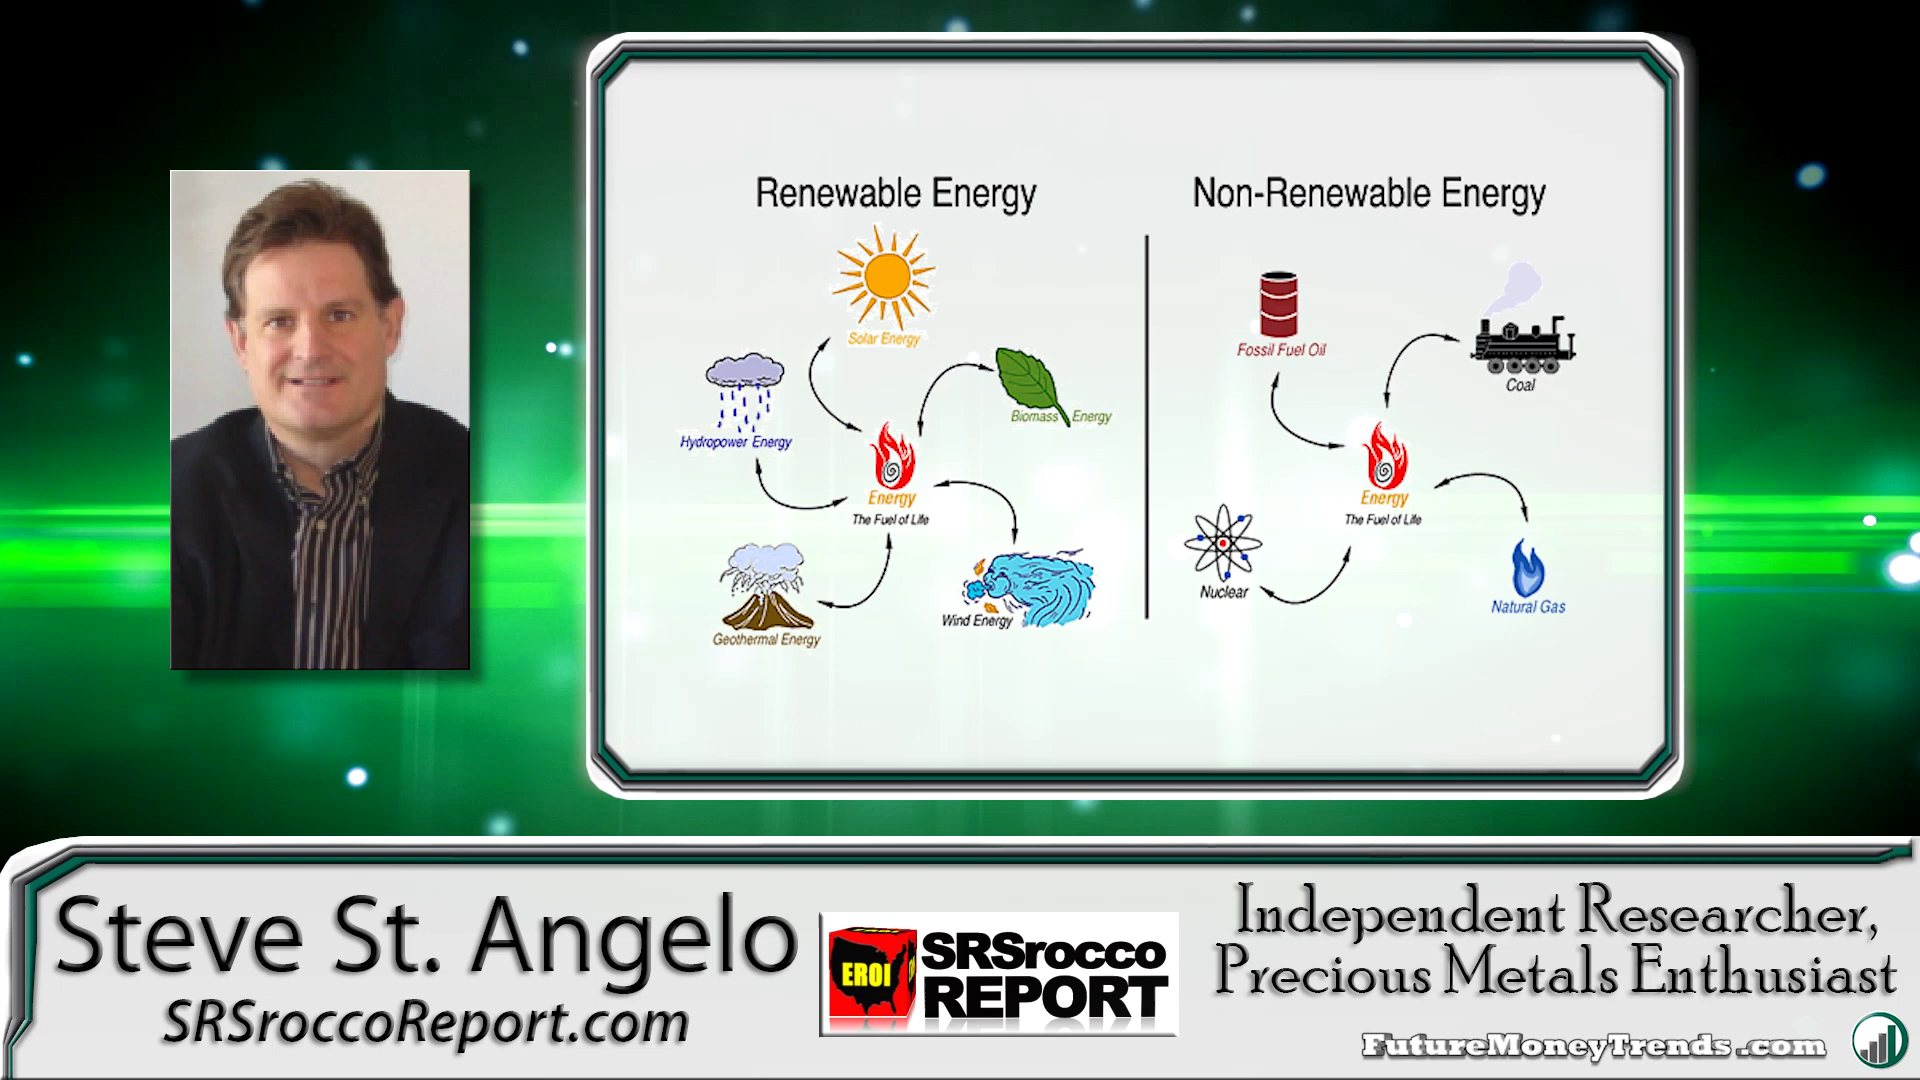 Renewable Energy
Non-Renewable Energy
Solar Energy
Hydropower Energy
Biomass Energy
Energy
The Fuel of Life
Geothermal Energy
Wind Energy
Fossil Fuel Oil
Coal
Energy
The Fuel of Life
Nuclear
Natural Gas
Steve St. Angelo
SRSroccoReport.com
EROI
SRSrocco
REPORT
Independent Researcher,
Precious Metals Enthusiast
FutureMoneyTrends.com